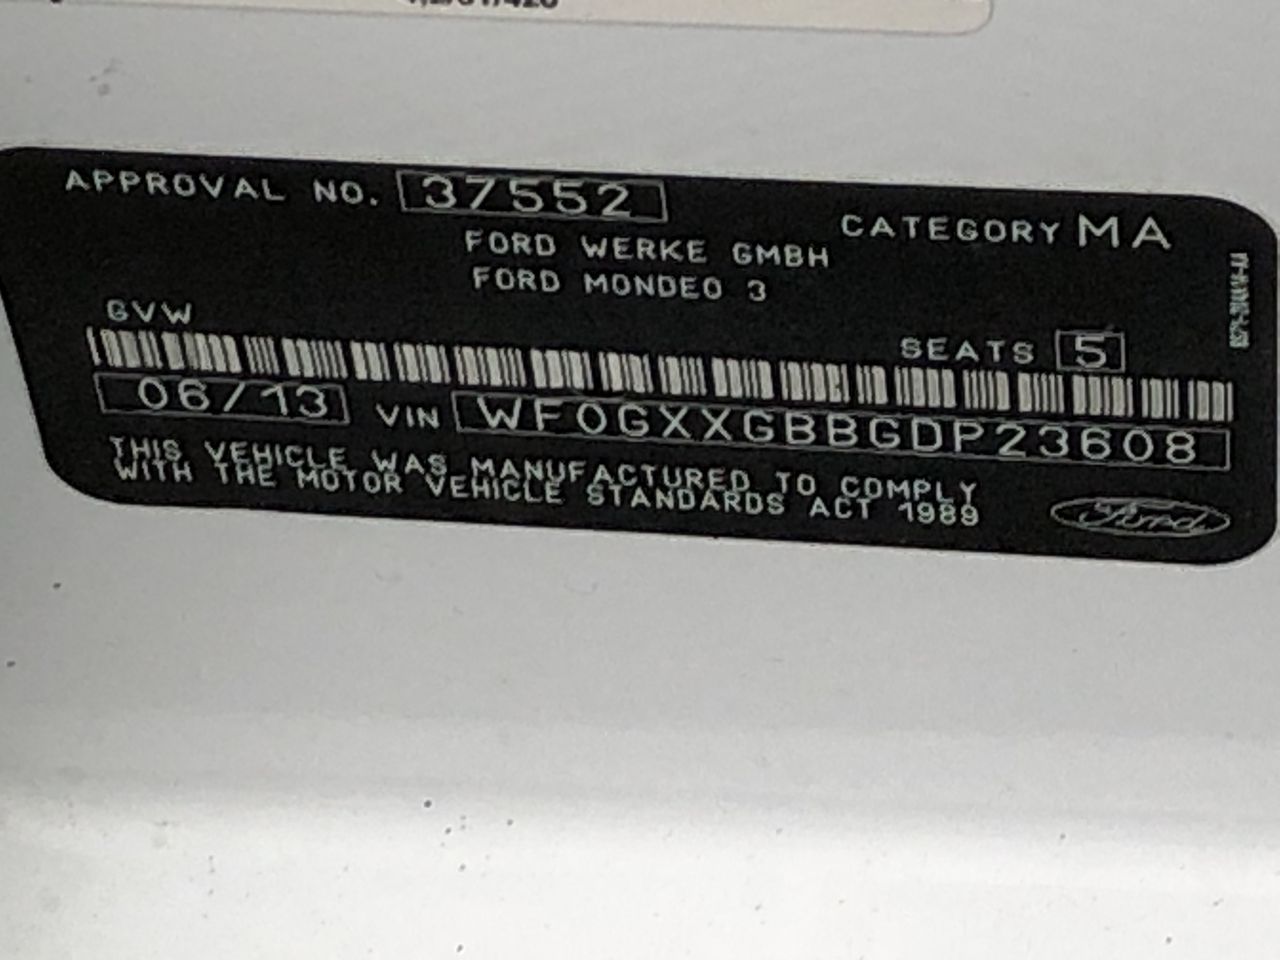 APPROVAL NO. 37552
CATEGORY MA
FORD WERKE GMBH
FORD MONDEO 3
GVW
SEATS 5
06/13 VIN WF0GXXGBBGDP23608
THIS VEHICLE WAS MANUFACTURED TO COMPLY
WITH THE MOTOR VEHICLE STANDARDS ACT 1989
Ford